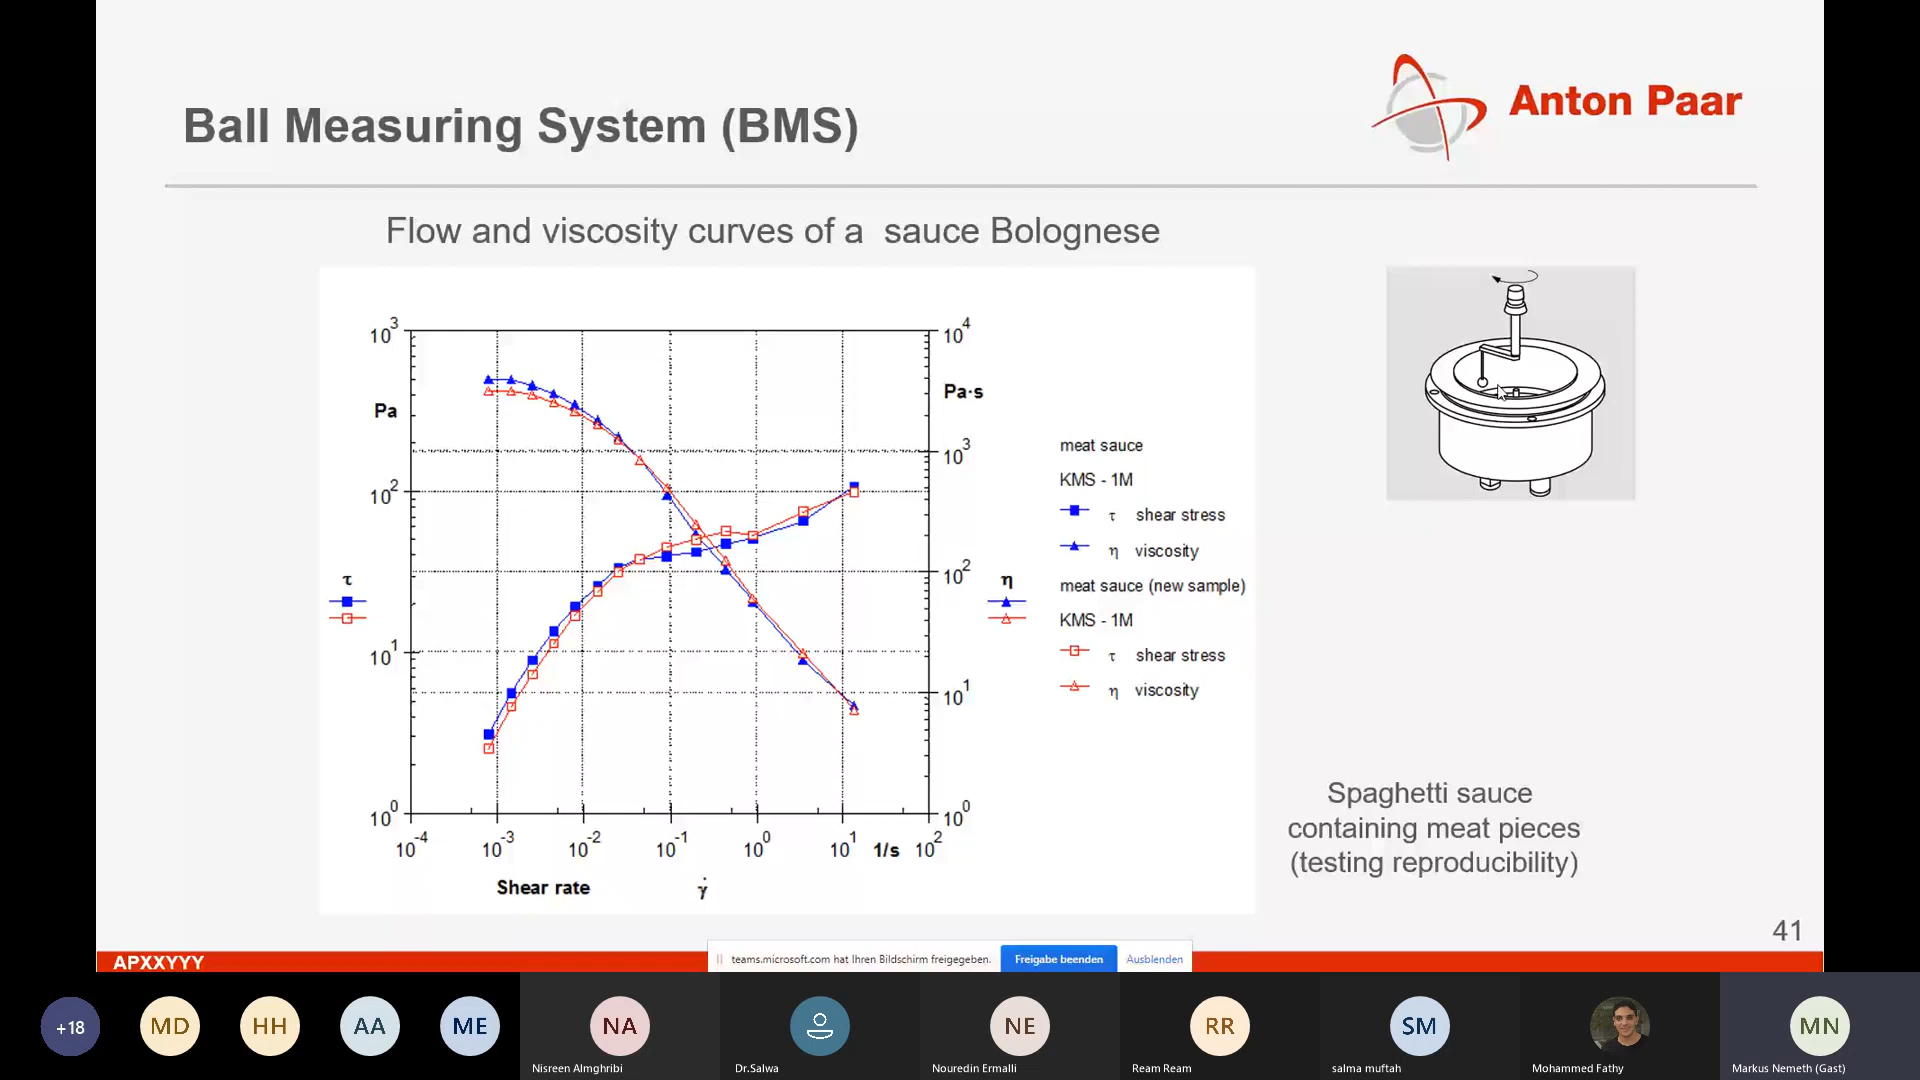 Ball Measuring System (BMS)
Anton Paar
Flow and viscosity curves of a sauce Bolognese
10³ 10⁴
Pa Pa·s
10³
10²
τ η 10²
10¹
10¹
10⁰ 10⁰
10⁻⁴ 10⁻³ 10⁻² 10⁻¹ 10⁰ 10¹ 1/s 10²
Shear rate γ̇
meat sauce
KMS - 1M
τ shear stress
η viscosity
meat sauce (new sample)
KMS - 1M
τ shear stress
η viscosity
Spaghetti sauce
containing meat pieces
(testing reproducibility)
41
APXXYYY
teams.microsoft.com hat Ihren Bildschirm freigegeben. Freigabe beenden Ausblenden
+18 MD HH AA ME NA NE RR SM MN
Nisreen Almghribi Dr.Salwa Nouredin Ermalli Ream Ream salma muftah Mohammed Fathy Markus Nemeth (Gast)